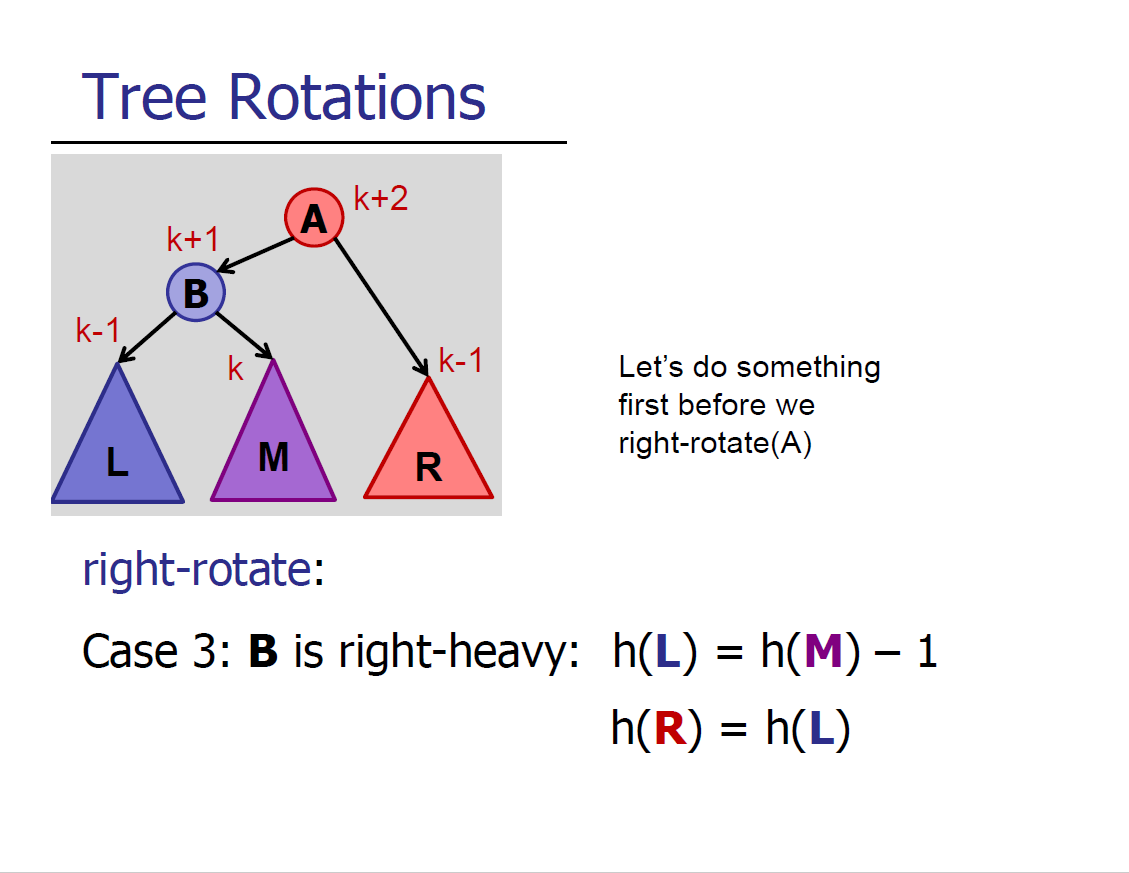 Tree Rotations
A
k+2
k+1
B
k-1
k
k-1
L
M
R
Let’s do something
first before we
right-rotate(A)
right-rotate:
Case 3: B is right-heavy: h(L) = h(M) – 1
h(R) = h(L)